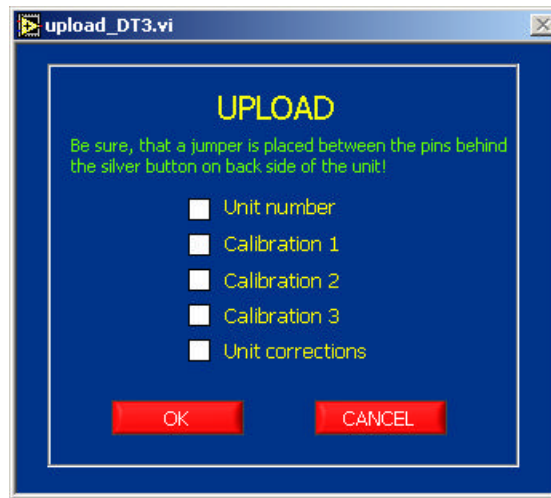 upload_DT3.vi
UPLOAD
Be sure, that a jumper is placed between the pins behind
the silver button on back side of the unit!
Unit number
Calibration 1
Calibration 2
Calibration 3
Unit corrections
OK CANCEL